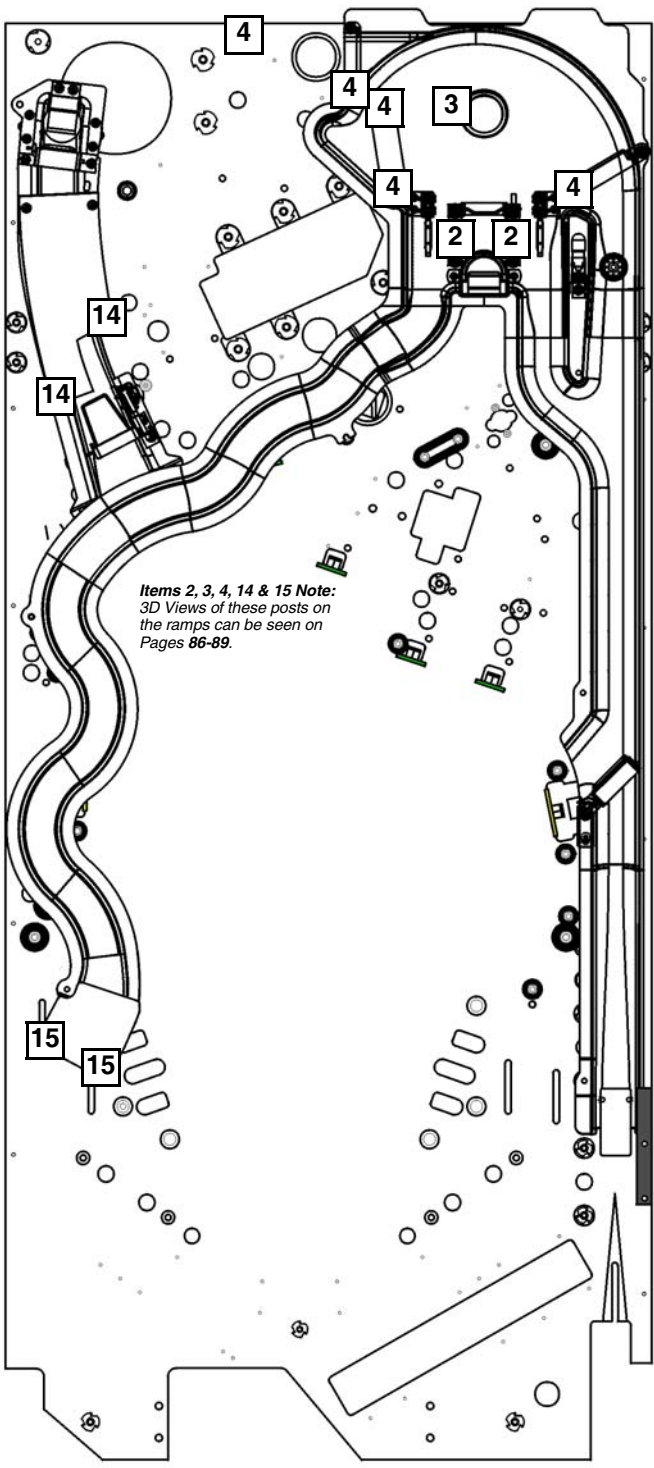 4
4
4
3
4
4
2 2
14
14
Items 2, 3, 4, 14 & 15 Note:
3D Views of these posts on
the ramps can be seen on
Pages 86-89.
15
15